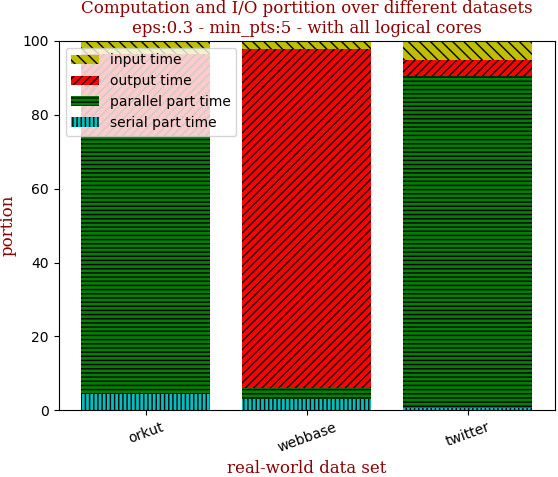 Computation and I/O portition over different datasets
eps:0.3 - min_pts:5 - with all logical cores
100
80
60
40
20
0
portion
input time
output time
parallel part time
serial part time
orkut
webbase
twitter
real-world data set